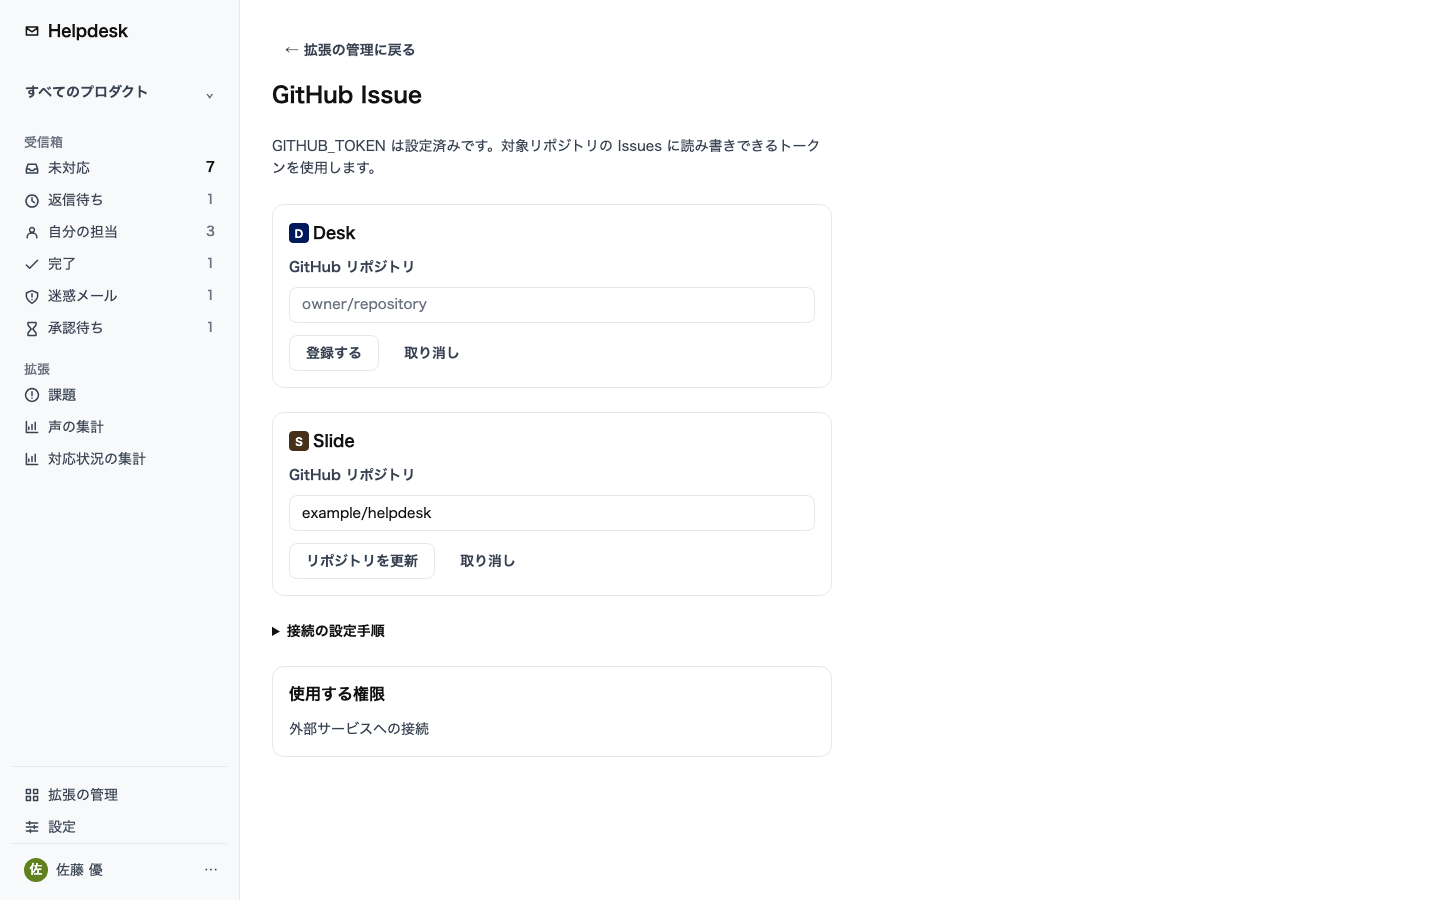 Helpdesk
すべてのプロダクト
受信箱
未対応 7
返信待ち 1
自分の担当 3
完了 1
迷惑メール 1
承認待ち 1
拡張
課題
声の集計
対応状況の集計
拡張の管理
設定
佐 佐藤 優 …
← 拡張の管理に戻る
GitHub Issue
GITHUB_TOKEN は設定済みです。対象リポジトリの Issues に読み書きできるトーク
ンを使用します。
D Desk
GitHub リポジトリ
owner/repository
登録する 取り消し
S Slide
GitHub リポジトリ
example/helpdesk
リポジトリを更新 取り消し
▶ 接続の設定手順
使用する権限
外部サービスへの接続